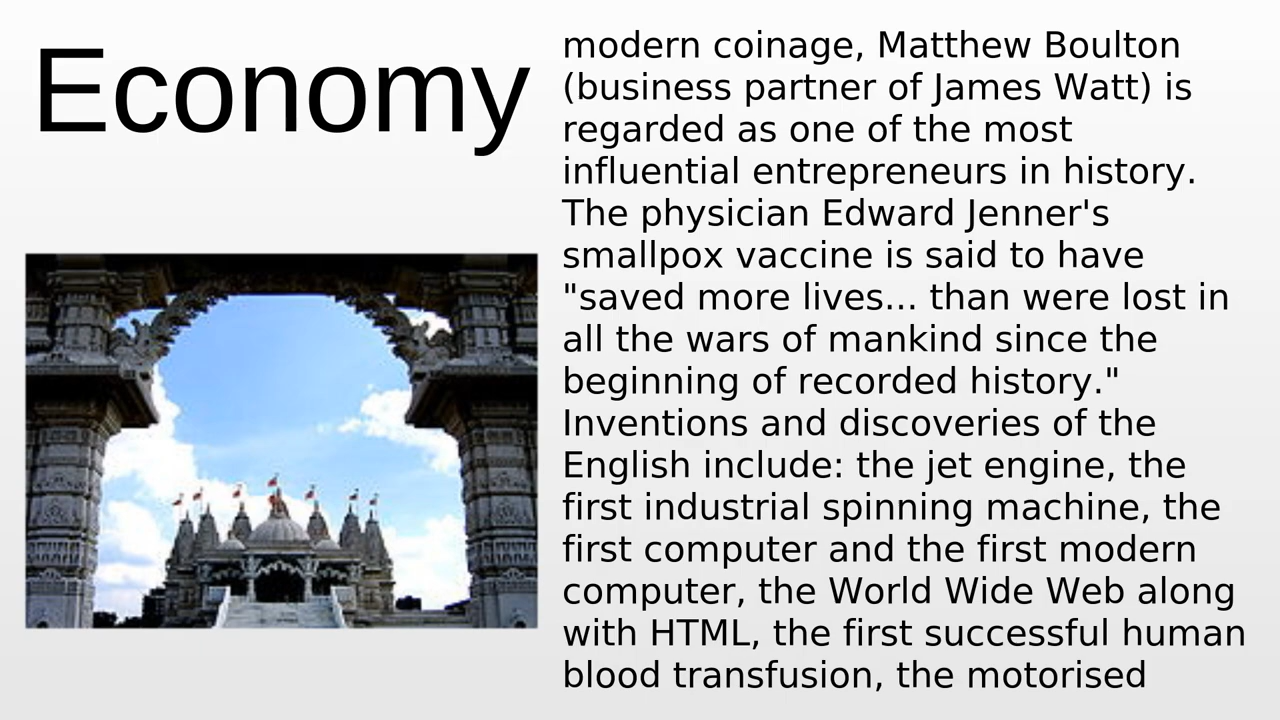 Economy
modern coinage, Matthew Boulton
(business partner of James Watt) is
regarded as one of the most
influential entrepreneurs in history.
The physician Edward Jenner's
smallpox vaccine is said to have
"saved more lives... than were lost in
all the wars of mankind since the
beginning of recorded history."
Inventions and discoveries of the
English include: the jet engine, the
first industrial spinning machine, the
first computer and the first modern
computer, the World Wide Web along
with HTML, the first successful human
blood transfusion, the motorised